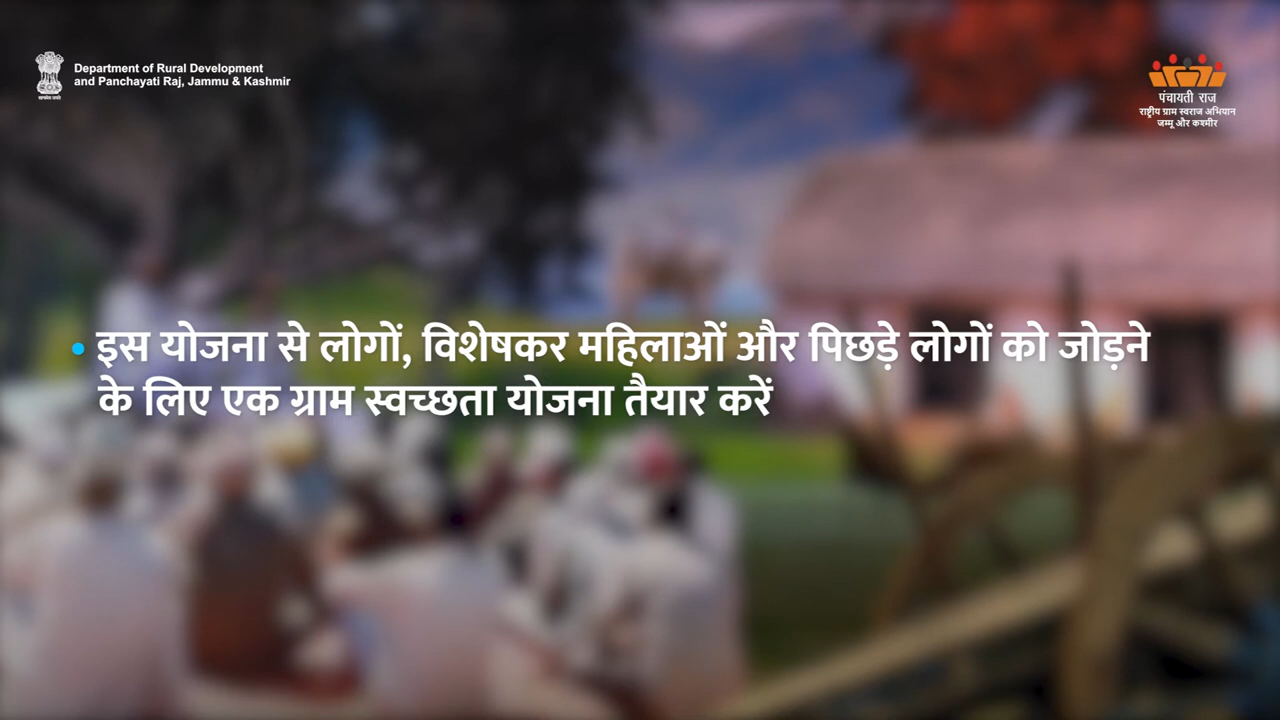 Department of Rural Development
and Panchayati Raj, Jammu & Kashmir
पंचायती राज
राष्ट्रीय ग्राम स्वराज अभियान
जम्मू और कश्मीर
• इस योजना से लोगों, विशेषकर महिलाओं और पिछड़े लोगों को जोड़ने
के लिए एक ग्राम स्वच्छता योजना तैयार करें